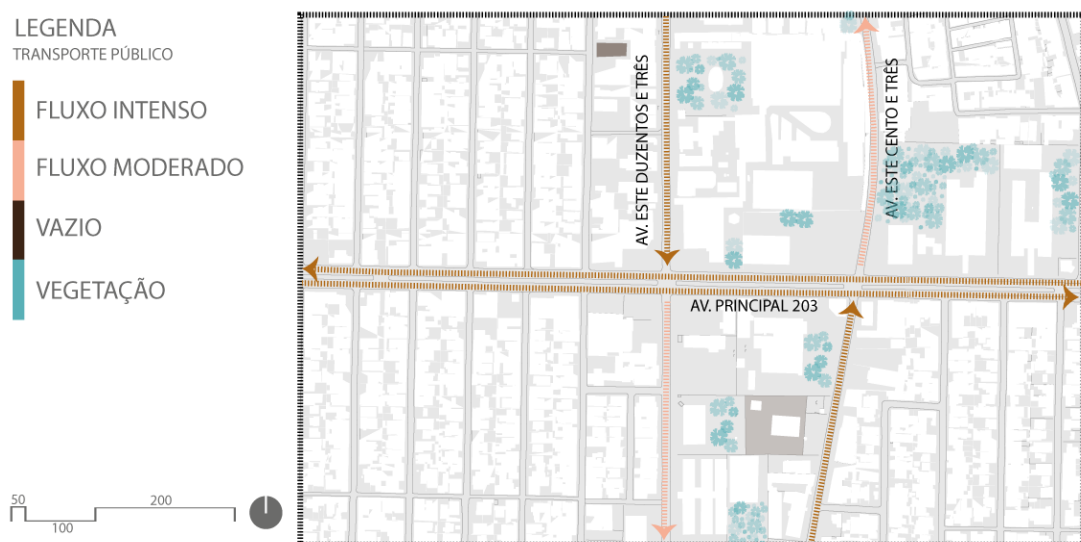 LEGENDA
TRANSPORTE PÚBLICO
FLUXO INTENSO
FLUXO MODERADO
VAZIO
VEGETAÇÃO
50
200
100
AV. ESTE DUZENTOS E TRÊS
AV. ESTE CENTO E TRÊS
AV. PRINCIPAL 203